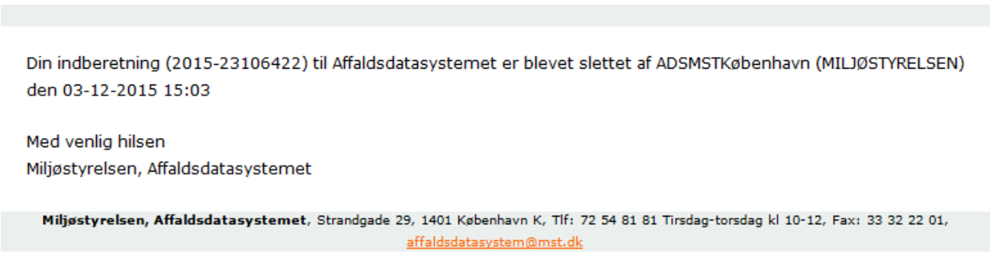 Din indberetning (2015-23106422) til Affaldsdatasystemet er blevet slettet af ADSMSTKøbenhavn (MILJØSTYRELSEN)
den 03-12-2015 15:03
Med venlig hilsen
Miljøstyrelsen, Affaldsdatasystemet
Miljøstyrelsen, Affaldsdatasystemet, Strandgade 29, 1401 København K, Tlf: 72 54 81 81 Tirsdag-torsdag kl 10-12, Fax: 33 32 22 01,
affaldsdatasystem@mst.dk